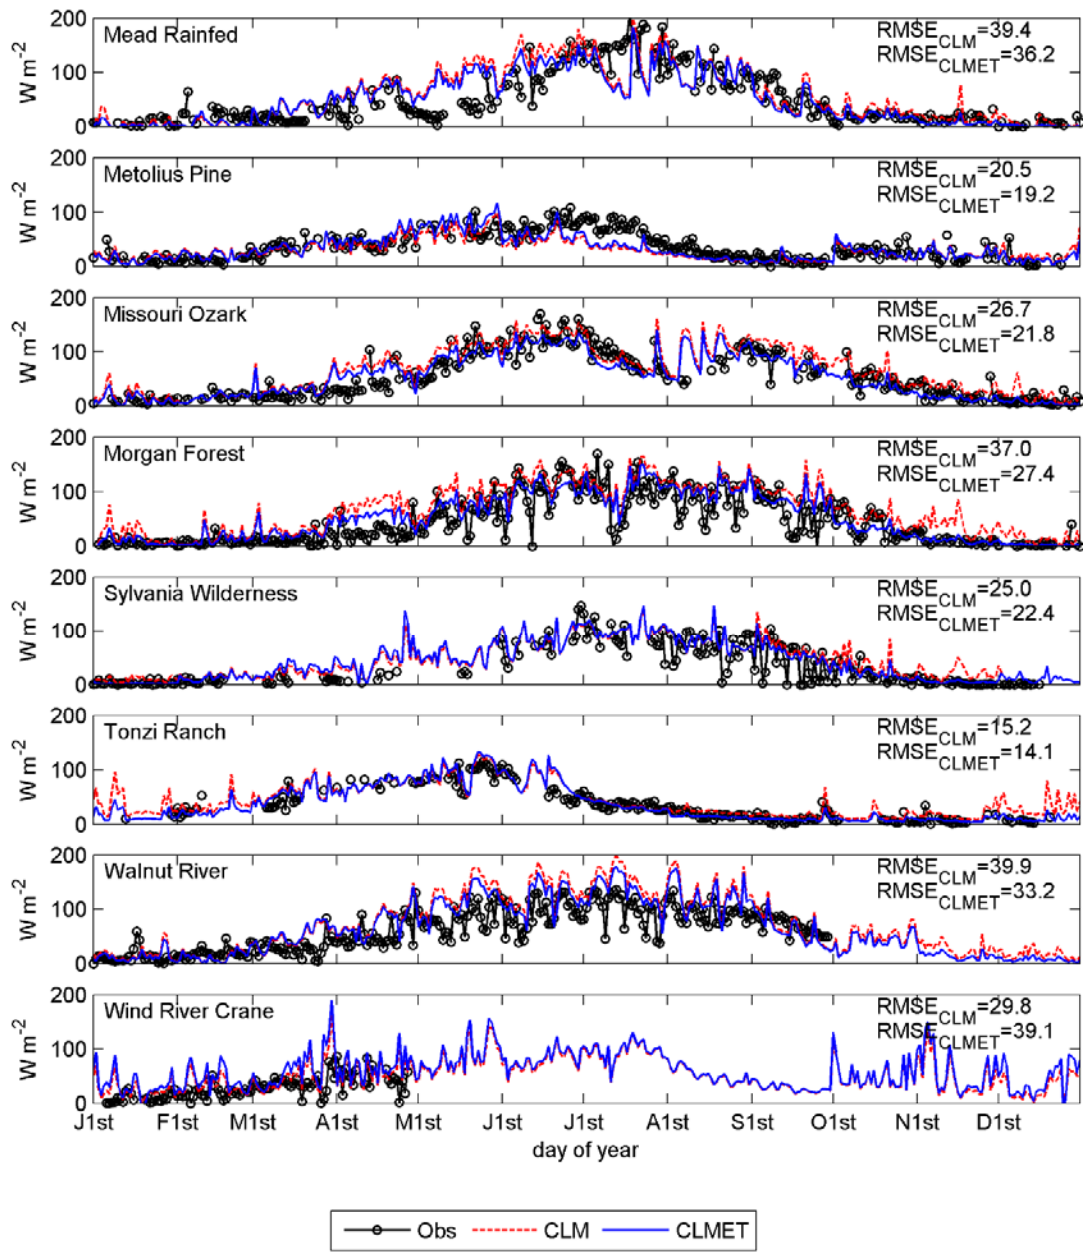 Mead Rainfed
RMSE_CLM=39.4
RMSE_CLMET=36.2
W m⁻²
200
100
0
Metolius Pine
RMSE_CLM=20.5
RMSE_CLMET=19.2
W m⁻²
200
100
0
Missouri Ozark
RMSE_CLM=26.7
RMSE_CLMET=21.8
W m⁻²
200
100
0
Morgan Forest
RMSE_CLM=37.0
RMSE_CLMET=27.4
W m⁻²
200
100
0
Sylvania Wilderness
RMSE_CLM=25.0
RMSE_CLMET=22.4
W m⁻²
200
100
0
Tonzi Ranch
RMSE_CLM=15.2
RMSE_CLMET=14.1
W m⁻²
200
100
0
Walnut River
RMSE_CLM=39.9
RMSE_CLMET=33.2
W m⁻²
200
100
0
Wind River Crane
RMSE_CLM=29.8
RMSE_CLMET=39.1
W m⁻²
200
100
0
J1st F1st M1st A1st M1st J1st J1st A1st S1st O1st N1st D1st
day of year
Obs CLM CLMET